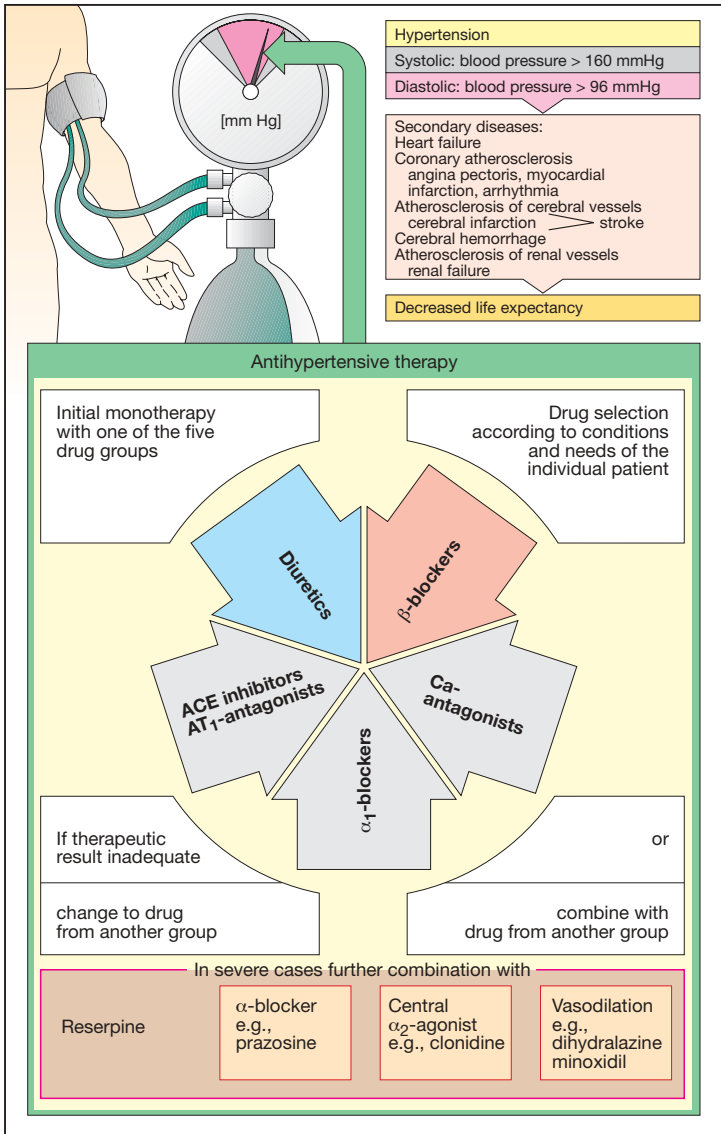 [mm Hg]
Hypertension
Systolic: blood pressure > 160 mmHg
Diastolic: blood pressure > 96 mmHg
Secondary diseases:
Heart failure
Coronary atherosclerosis
angina pectoris, myocardial
infarction, arrhythmia
Atherosclerosis of cerebral vessels
cerebral infarction
stroke
Cerebral hemorrhage
Atherosclerosis of renal vessels
renal failure
Decreased life expectancy
Antihypertensive therapy
Initial monotherapy
with one of the five
drug groups
Drug selection
according to conditions
and needs of the
individual patient
Diuretics
β-blockers
ACE inhibitors
AT₁-antagonists
Ca-
antagonists
α₁-blockers
If therapeutic
result inadequate
or
change to drug
from another group
combine with
drug from another group
In severe cases further combination with
Reserpine
α-blocker
e.g.,
prazosine
Central
α₂-agonist
e.g., clonidine
Vasodilation
e.g.,
dihydralazine
minoxidil